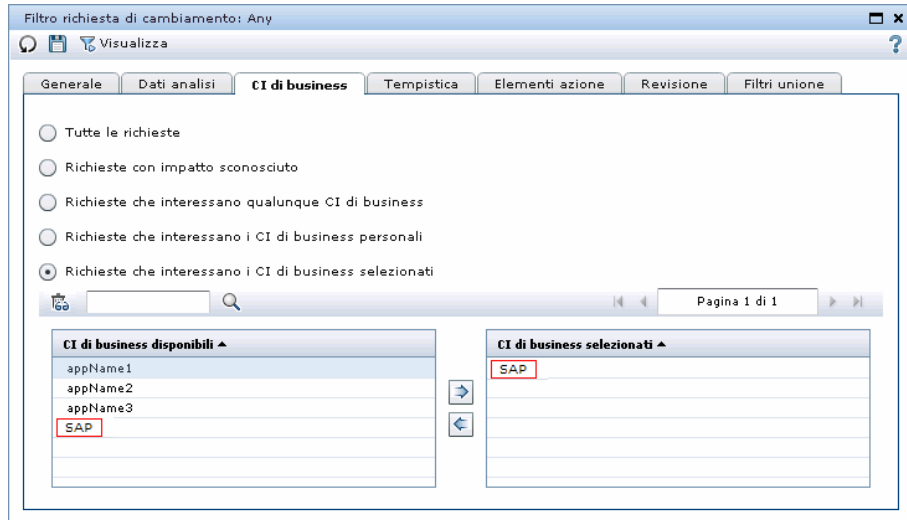 Filtro richiesta di cambiamento: Any
Visualizza
?
Generale Dati analisi CI di business Tempistica Elementi azione Revisione Filtri unione
Tutte le richieste
Richieste con impatto sconosciuto
Richieste che interessano qualunque CI di business
Richieste che interessano i CI di business personali
Richieste che interessano i CI di business selezionati
Pagina 1 di 1
CI di business disponibili
appName1
appName2
appName3
SAP
CI di business selezionati
SAP